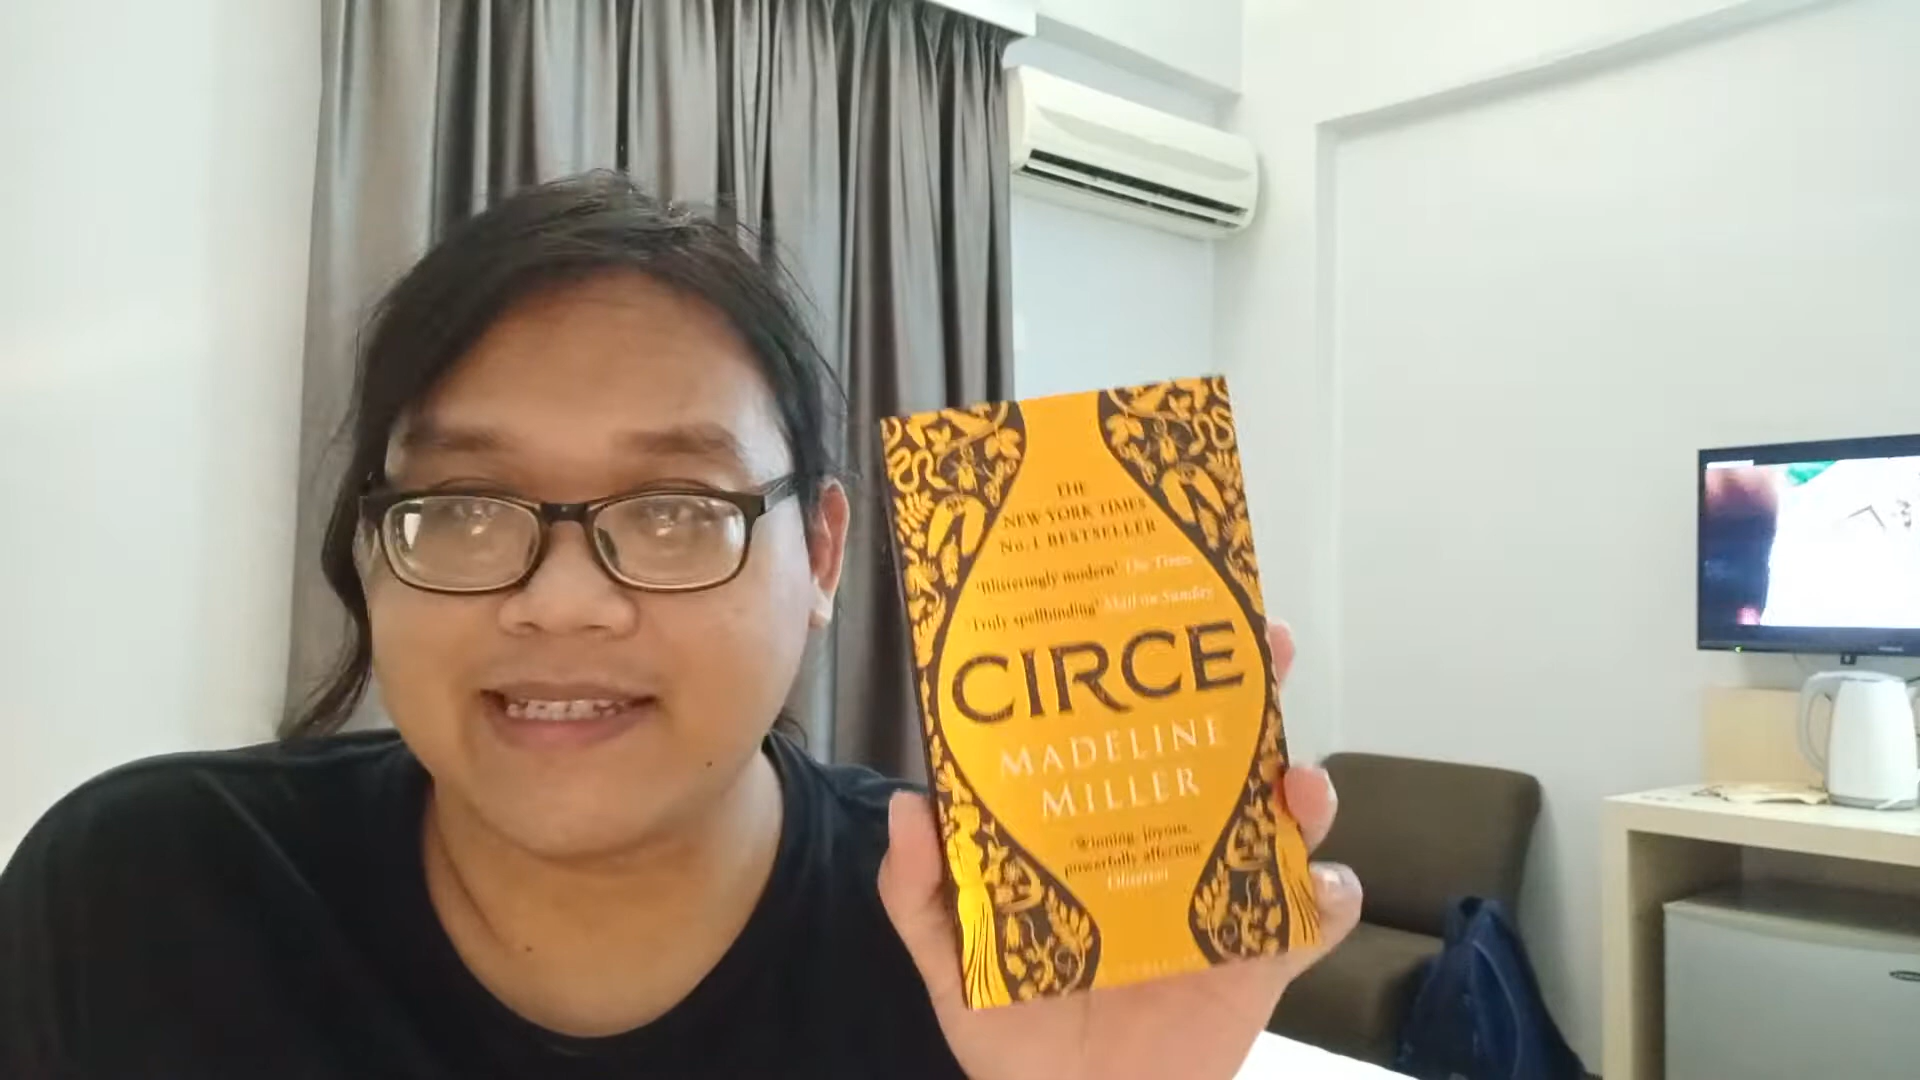 THE
NEW YORK TIMES
No.1 BESTSELLER
'Blisteringly modern' The Times
'Truly spellbinding' Mail on Sunday
CIRCE
MADELINE
MILLER
'Winning, joyous,
powerfully affecting'
Observer